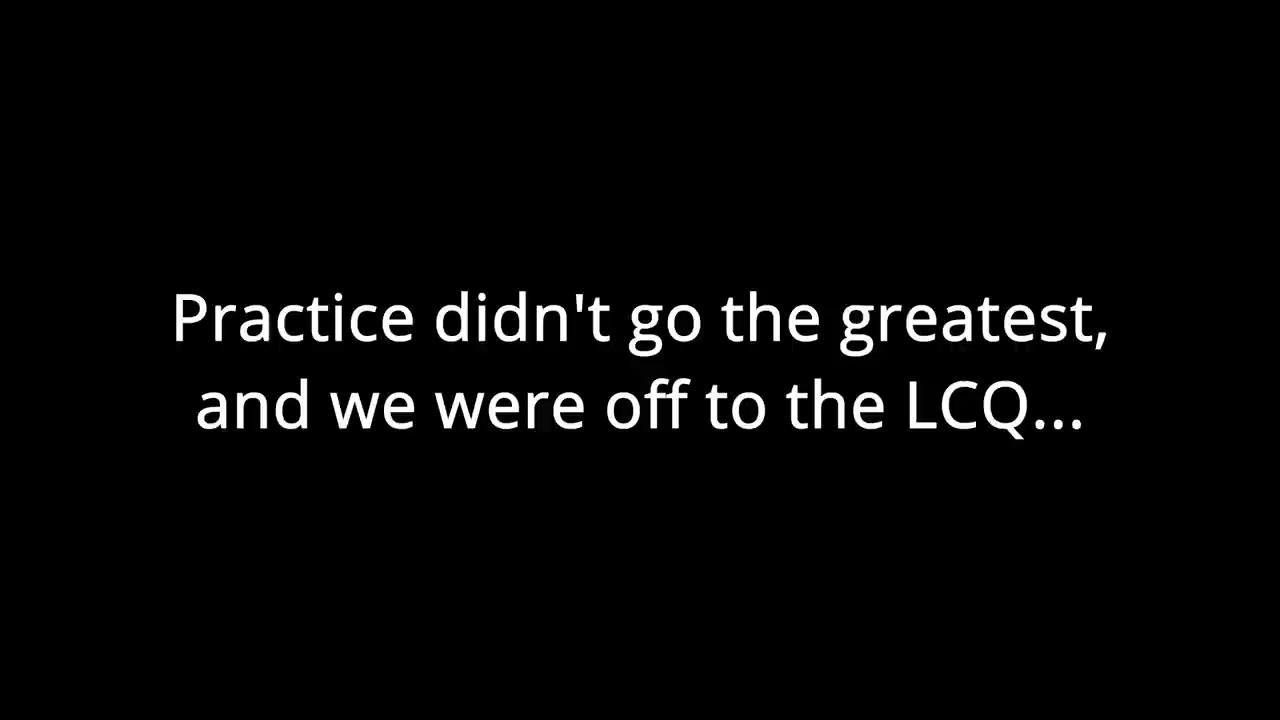 Practice didn't go the greatest,
and we were off to the LCQ...